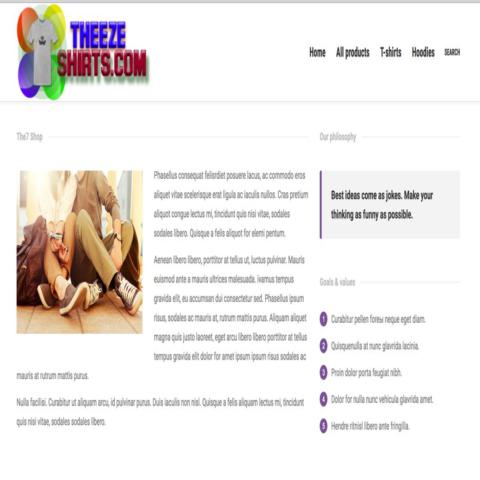 THEEZE
SHIRTS.COM
Home All products T-shirts Hoodies SEARCH
The7 Shop
Phasellus consequat felisrdiet posuere lacus, ac commodo eros
aliquet vitae scelerisque erat ligula ac iaculis nullos. Cras pretium
aliquot congue lectus mi, tincidunt quis nisi vitae, sodales
sodales libero. Quisque a felis aliquot for elemi pentum.
Aenean libero libero, porttitor at tellus ut, luctus pulvinar. Mauris
euismod ante a mauris ultrices malesuada. ivamus tempus
gravida elit, eu accumsan dui consectetur sed. Phasellus ipsum
risus, sodales ac mauris at, rutrum mattis purus. Aliquam aliquet
magna quis justo laoreet, eget arcu libero libero porttitor at tellus
tempus gravida elit dolor for amet ipsum ipsum risus sodales ac
mauris at rutrum mattis purus.
Nulla facilisi. Curabitur ut aliquam arcu, id pulvinar purus. Duis iaculis non nisl. Quisque a felis aliquam lectus mi, tincidunt
quis nisi vitae, sodales sodales libero.
Our philosophy
Best ideas come as jokes. Make your
thinking as funny as possible.
Goals & values
1 Curabitur pellen foreы neque eget diam.
2 Quisquenulla at nunc glavrida lacinia.
3 Proin dolor porta feugiat nibh.
4 Dolor for nulla nunc vehicula glavrida amet.
5 Hendre ritnisl libero ante fringilla.